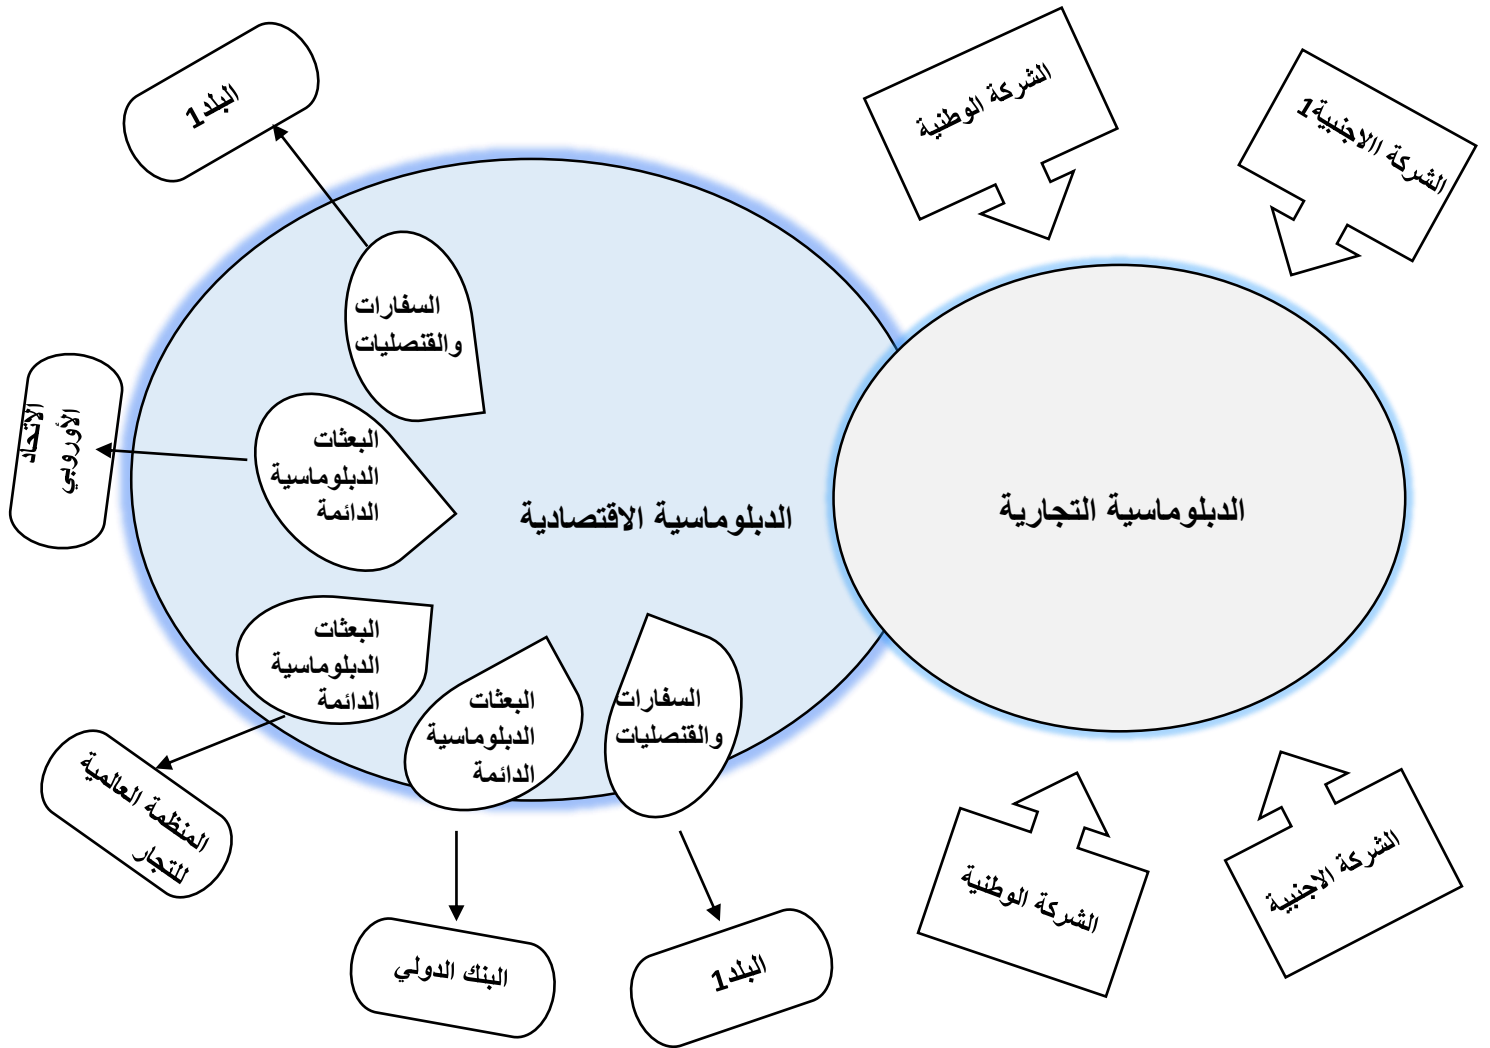 البلد1
الشركة الوطنية
الشركة االاجنبية1
السفارات
والقنصليات
الاتحاد
الأوروبي
البعثات
الدبلوماسية
الدائمة
الدبلوماسية الاقتصادية
الدبلوماسية التجارية
البعثات
الدبلوماسية
الدائمة
البعثات
الدبلوماسية
الدائمة
السفارات
والقنصليات
المنظمة العالمية
للتجار
البنك الدولي
البلد1
الشركة الوطنية
الشركة الاجنبية